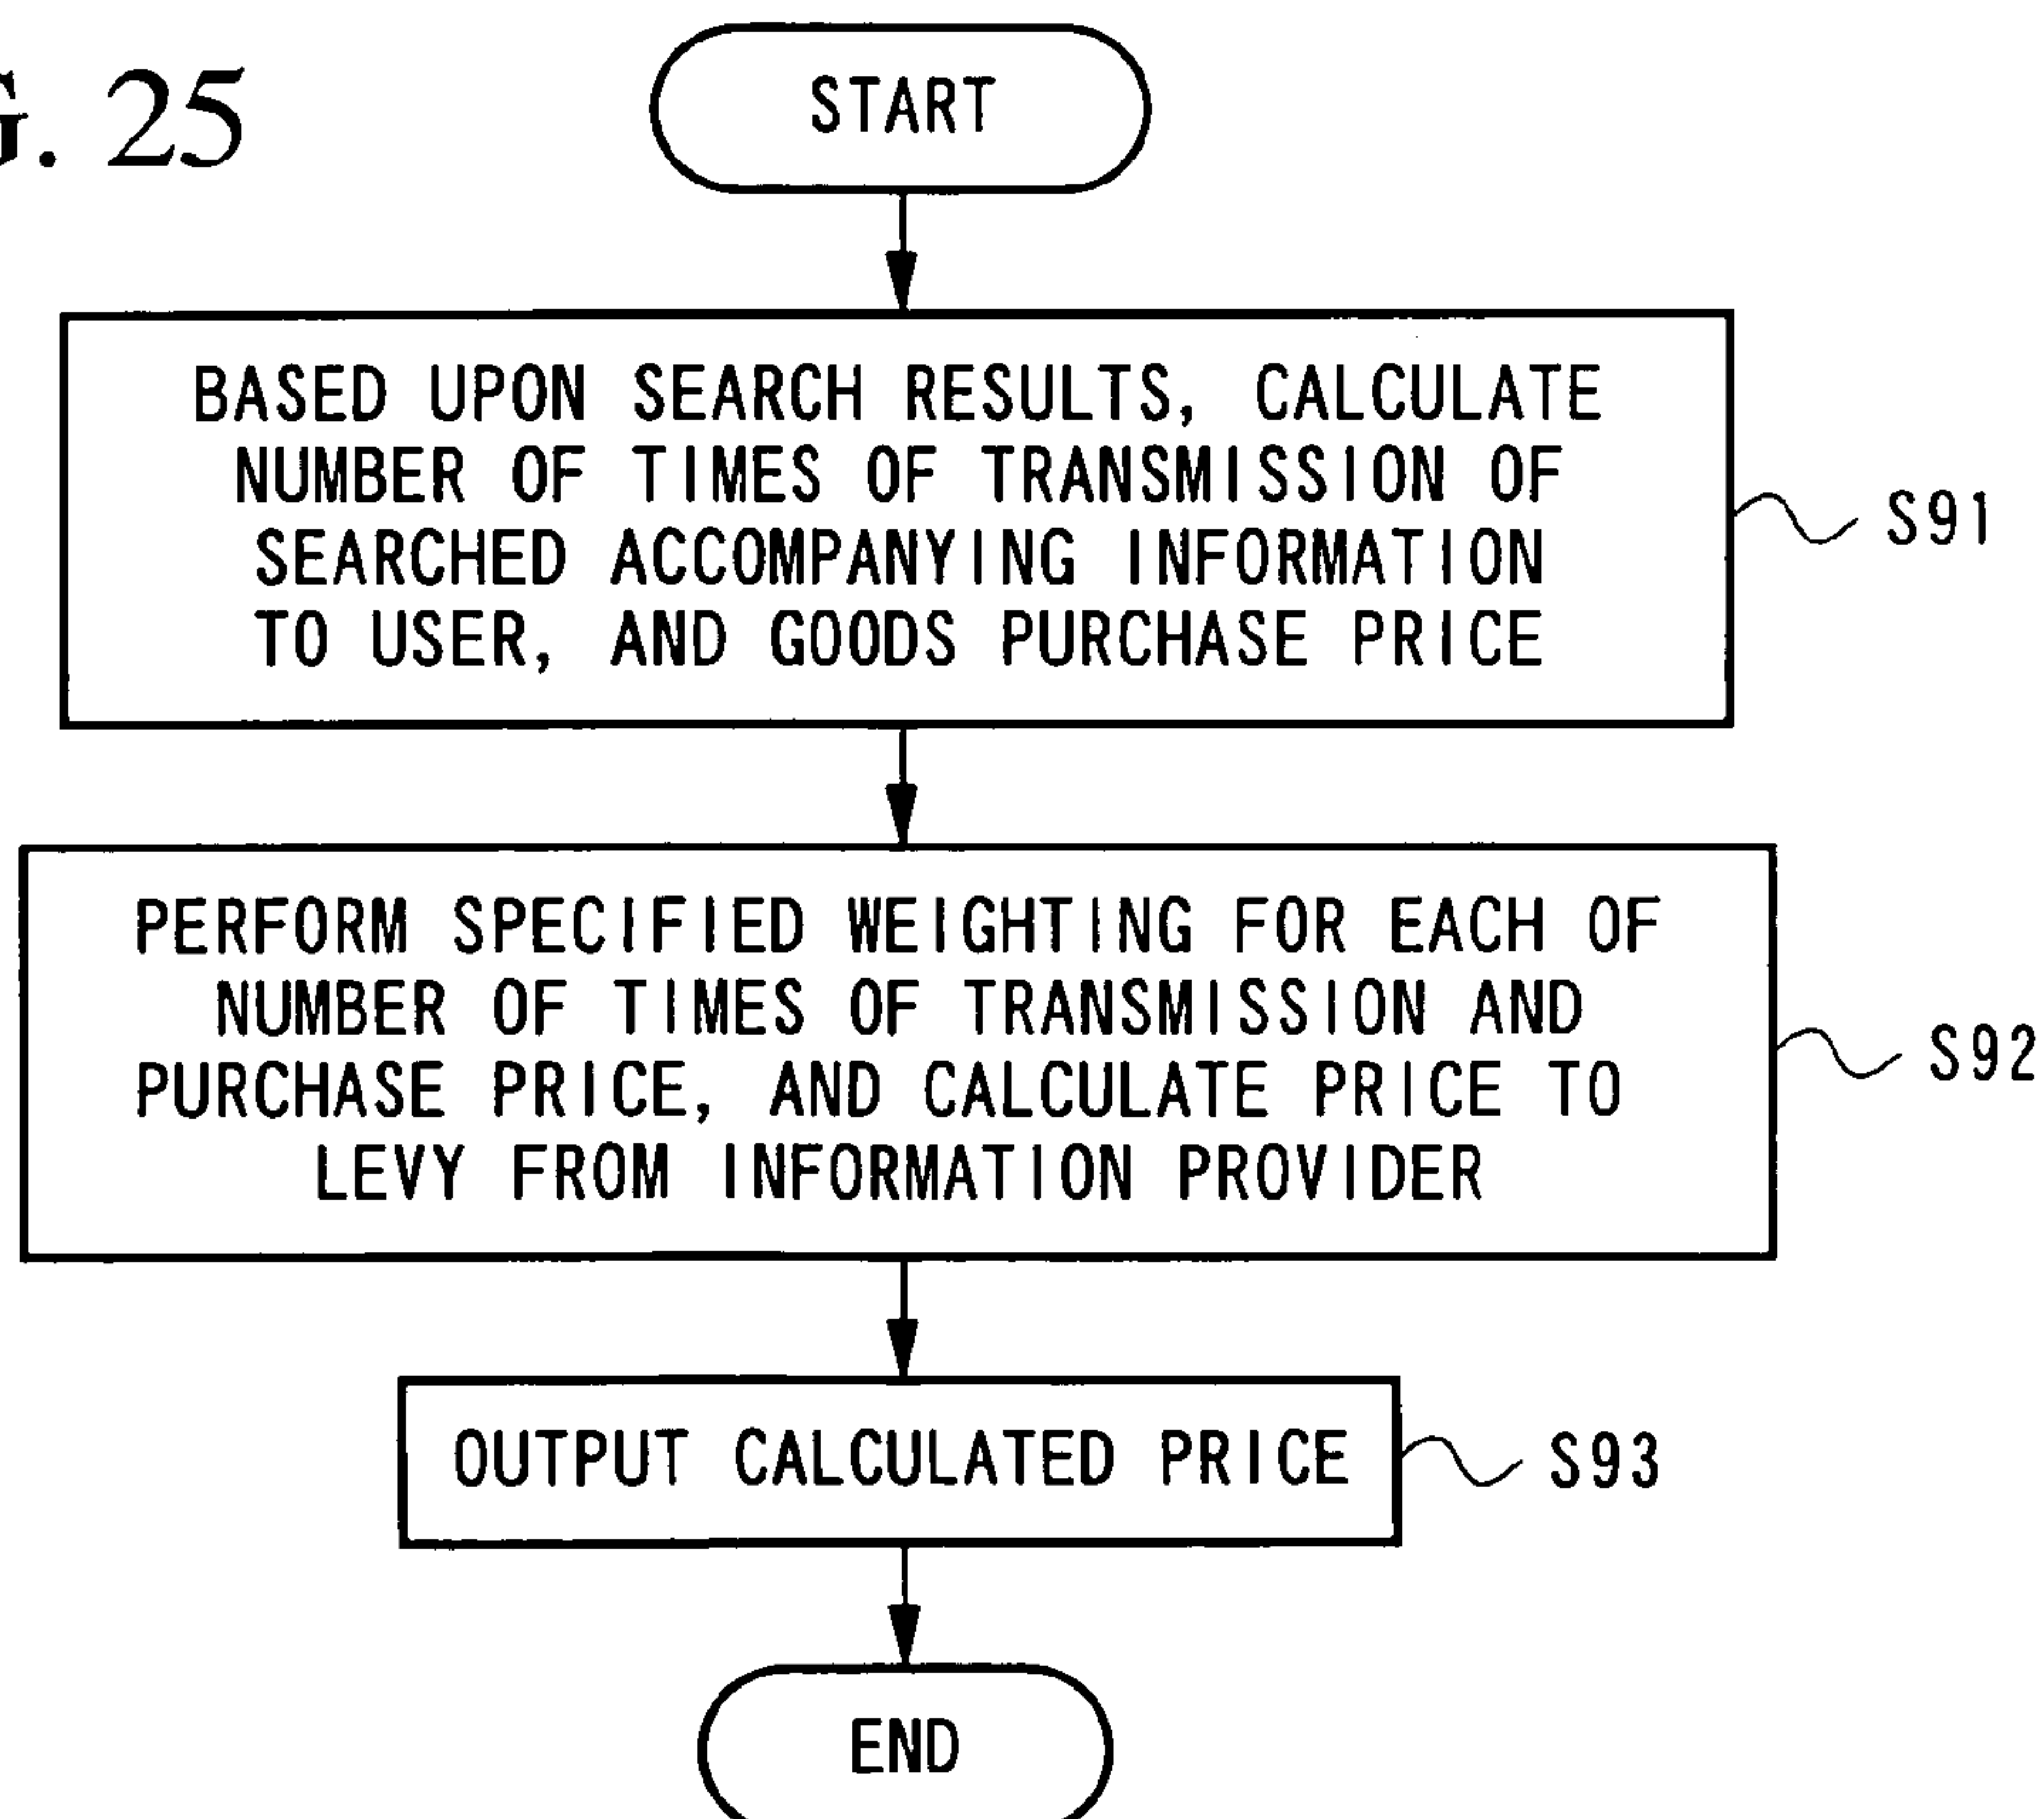 G. 25
START
BASED UPON SEARCH RESULTS, CALCULATE
NUMBER OF TIMES OF TRANSMISSION OF
SEARCHED ACCOMPANYING INFORMATION
TO USER, AND GOODS PURCHASE PRICE
S91
PERFORM SPECIFIED WEIGHTING FOR EACH OF
NUMBER OF TIMES OF TRANSMISSION AND
PURCHASE PRICE, AND CALCULATE PRICE TO
LEVY FROM INFORMATION PROVIDER
S92
OUTPUT CALCULATED PRICE
S93
END